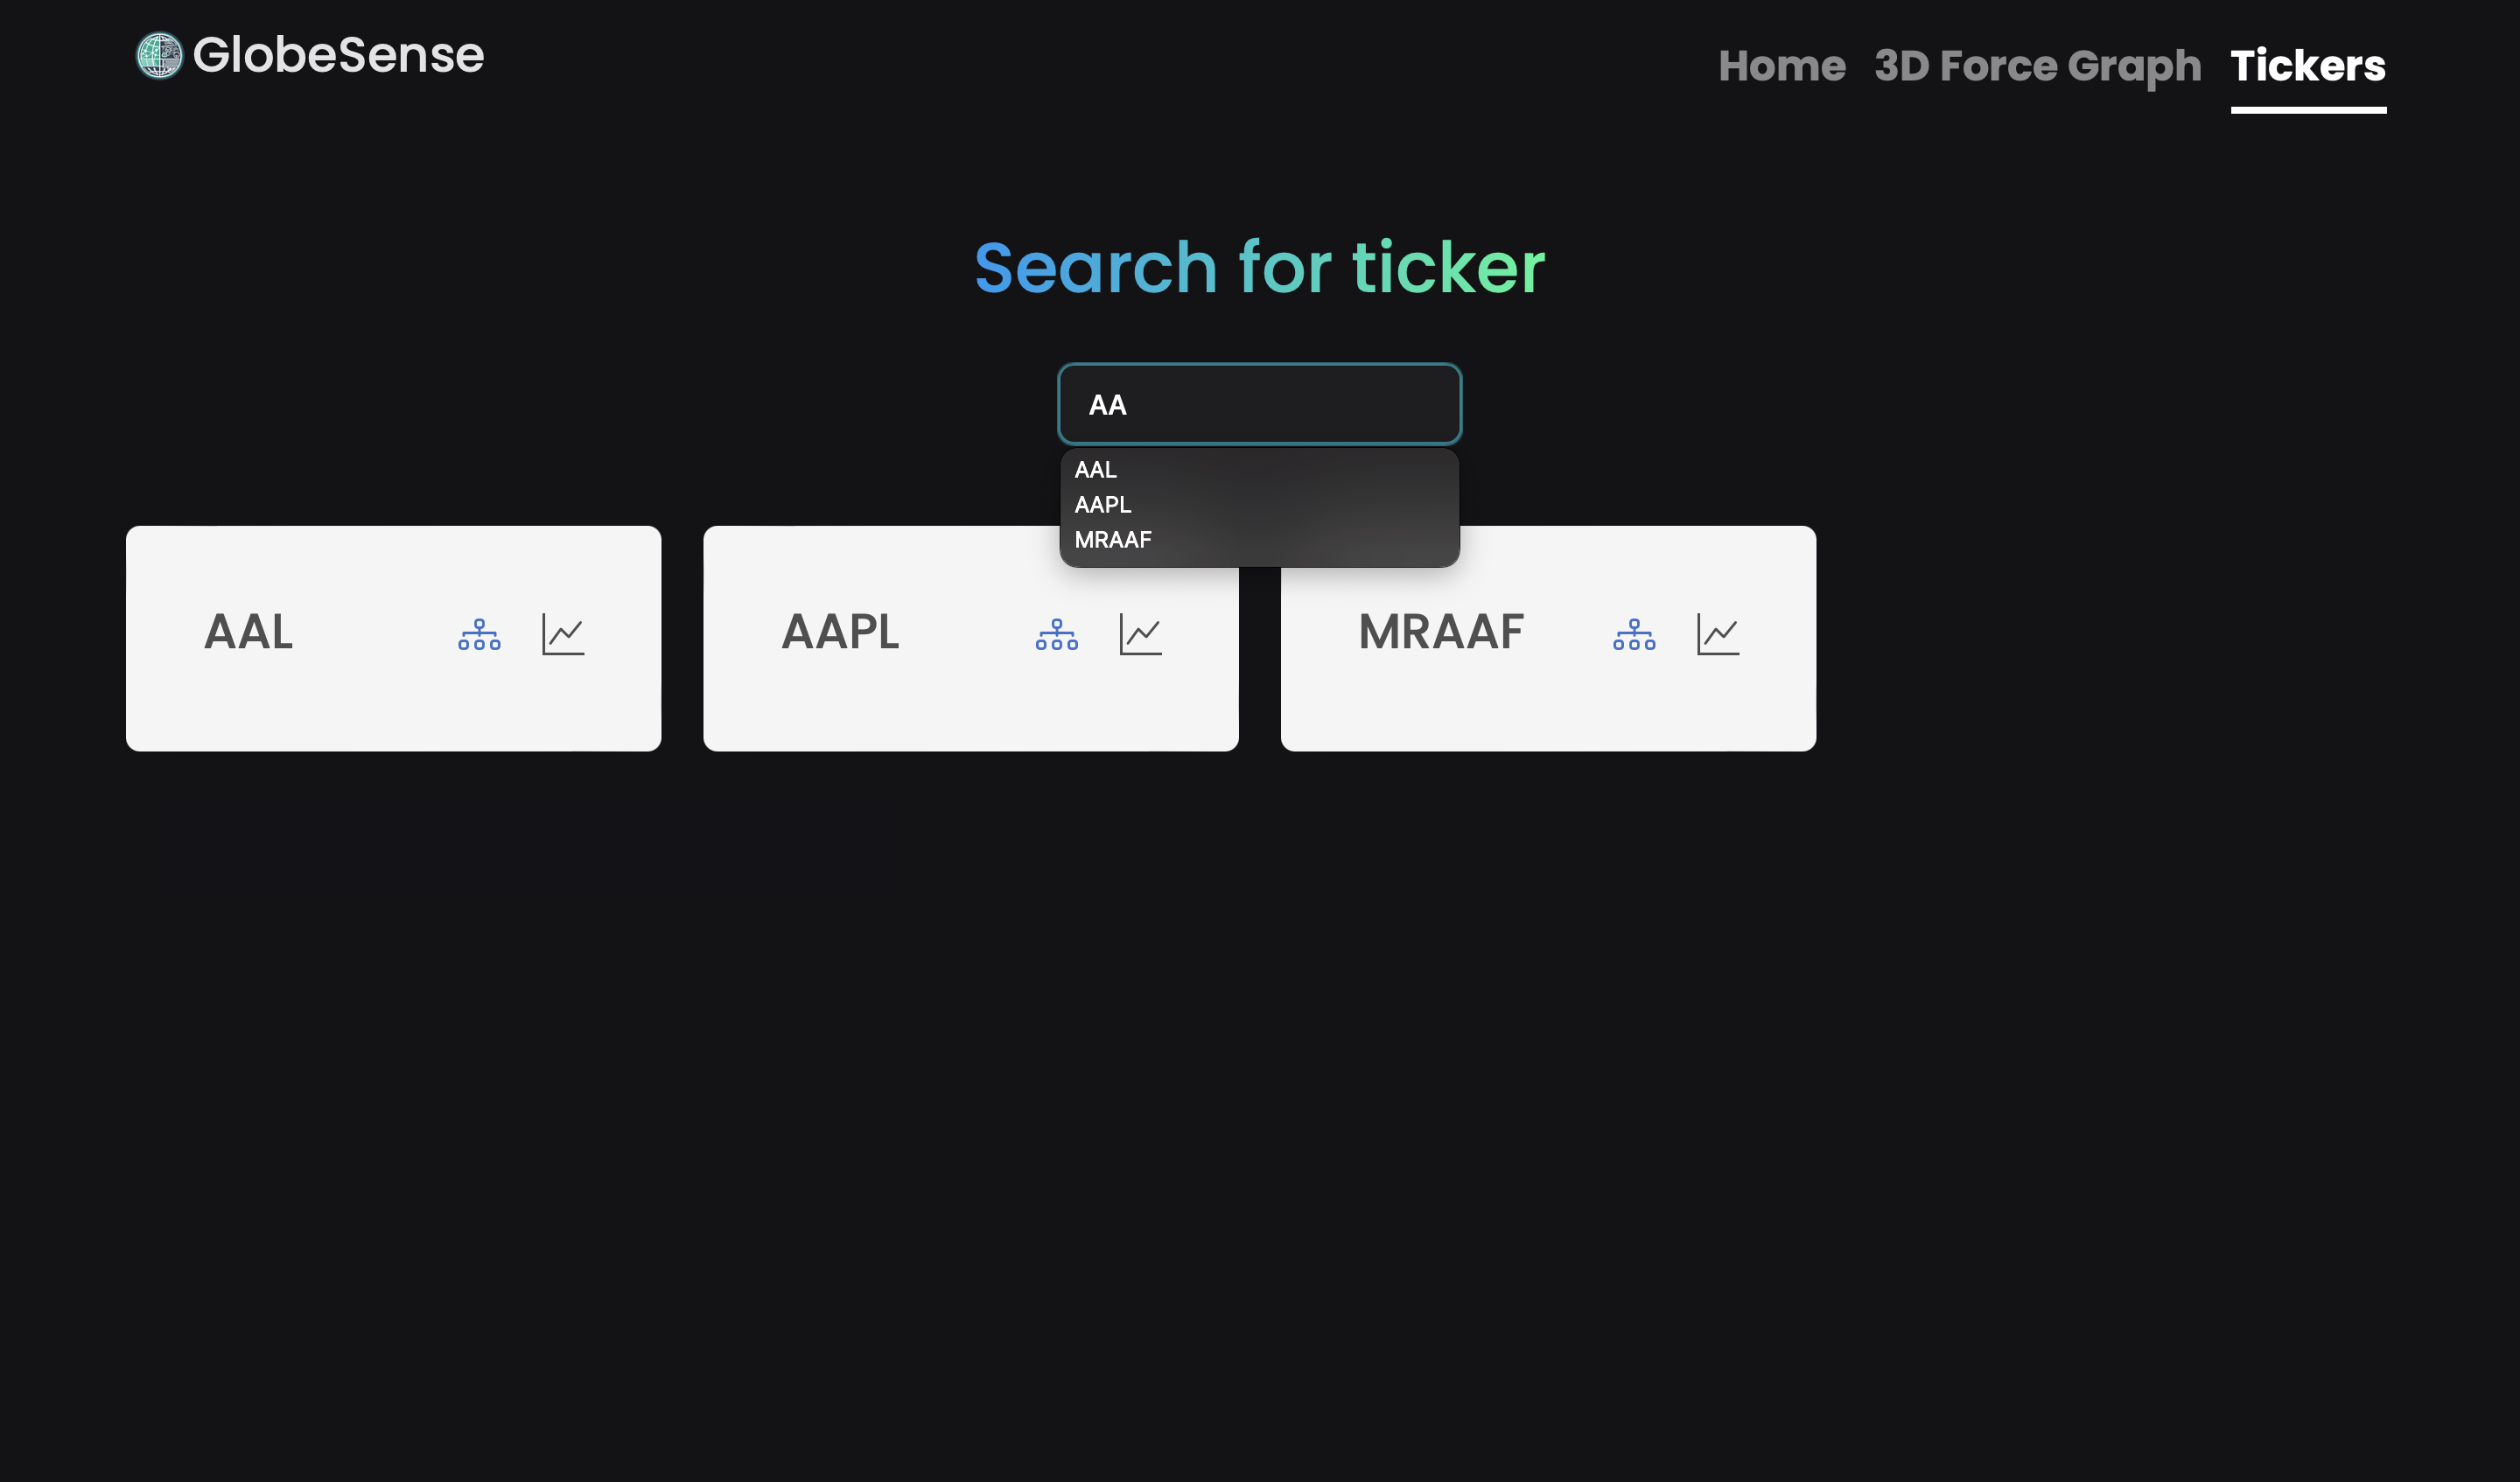 GlobeSense
Home 3D Force Graph Tickers
Search for ticker
AA
AAL
AAPL
MRAAF
AAL
AAPL
MRAAF